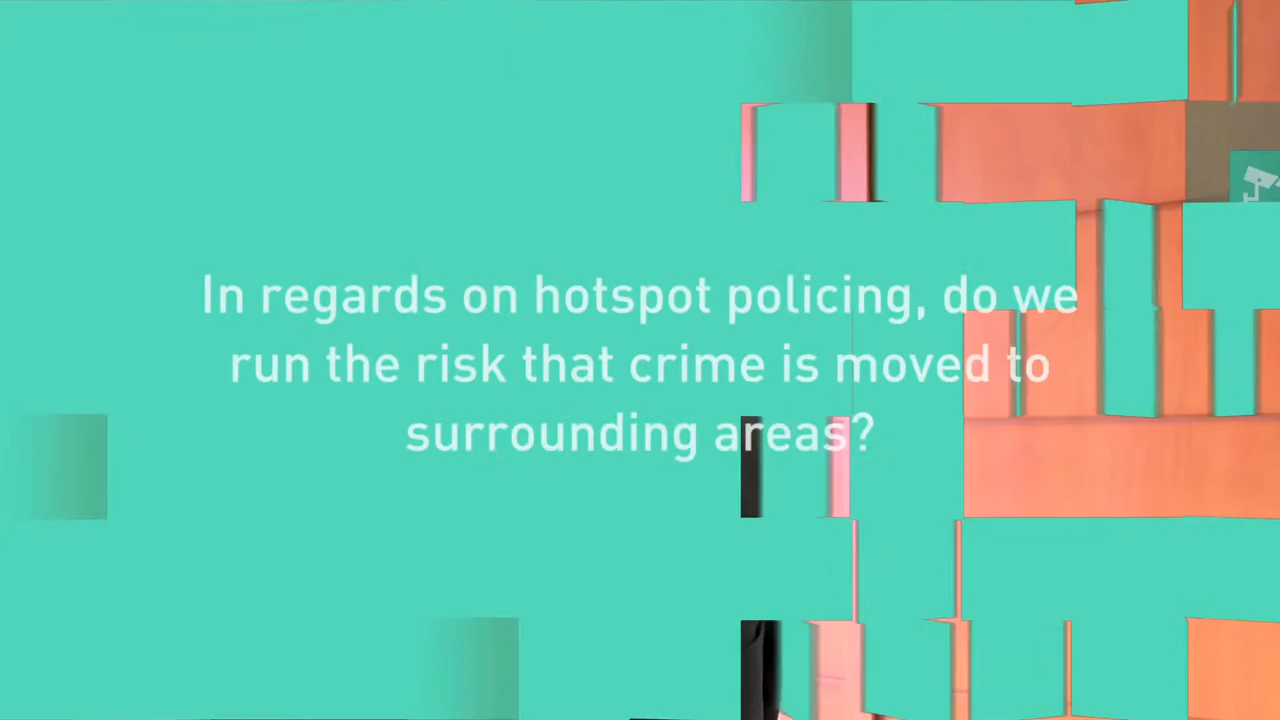 In regards on hotspot policing, do we
run the risk that crime is moved to
surrounding areas?